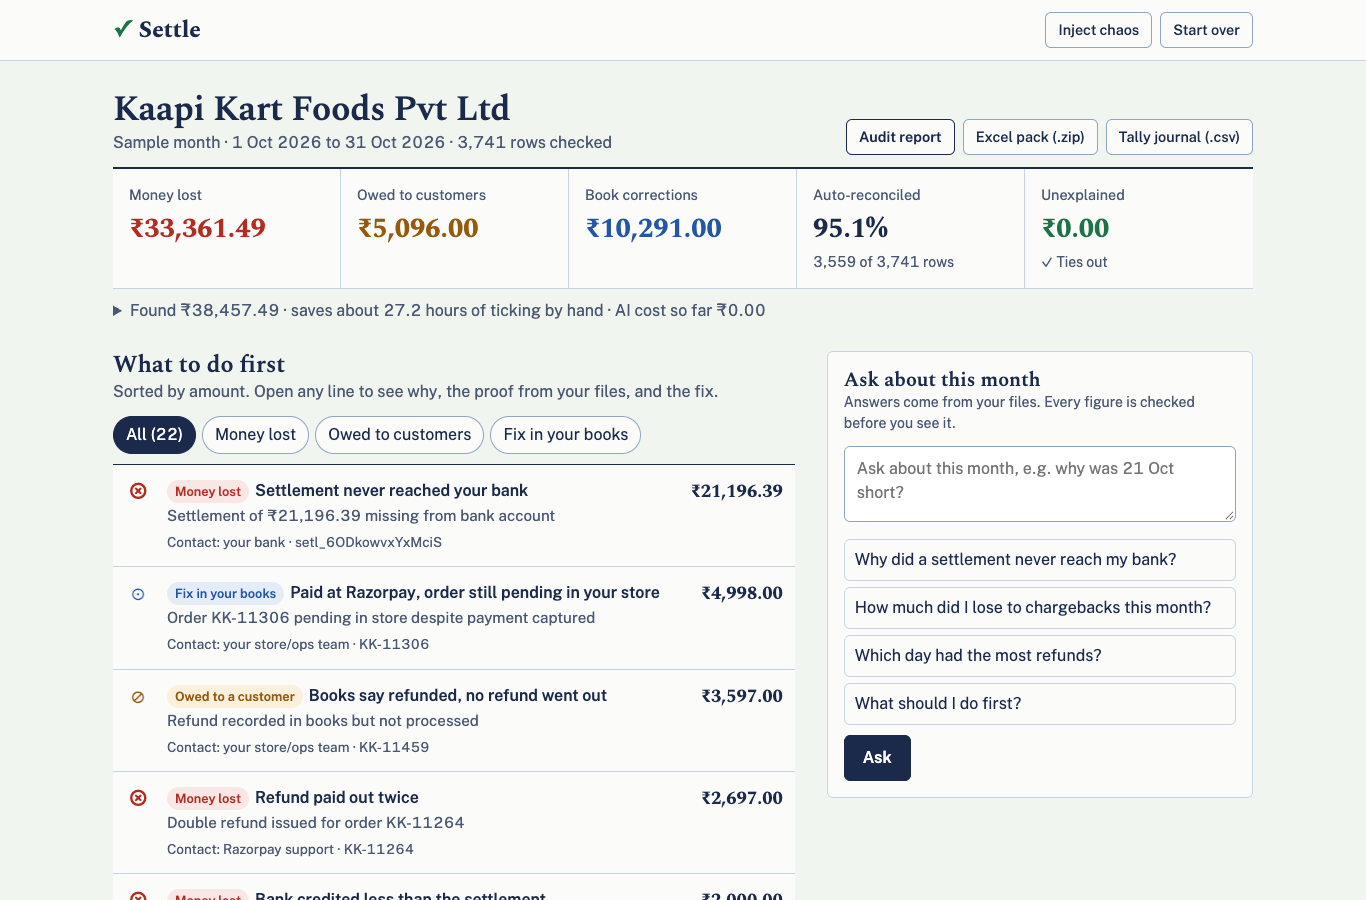 Settle
Inject chaos
Start over
Kaapi Kart Foods Pvt Ltd
Sample month · 1 Oct 2026 to 31 Oct 2026 · 3,741 rows checked
Audit report
Excel pack (.zip)
Tally journal (.csv)
Money lost
₹33,361.49
Owed to customers
₹5,096.00
Book corrections
₹10,291.00
Auto-reconciled
95.1%
3,559 of 3,741 rows
Unexplained
₹0.00
✓ Ties out
Found ₹38,457.49 · saves about 27.2 hours of ticking by hand · AI cost so far ₹0.00
What to do first
Sorted by amount. Open any line to see why, the proof from your files, and the fix.
All (22)
Money lost
Owed to customers
Fix in your books
Money lost Settlement never reached your bank ₹21,196.39
Settlement of ₹21,196.39 missing from bank account
Contact: your bank · setl_6ODkowvxYxMciS
Fix in your books Paid at Razorpay, order still pending in your store ₹4,998.00
Order KK-11306 pending in store despite payment captured
Contact: your store/ops team · KK-11306
Owed to a customer Books say refunded, no refund went out ₹3,597.00
Refund recorded in books but not processed
Contact: your store/ops team · KK-11459
Money lost Refund paid out twice ₹2,697.00
Double refund issued for order KK-11264
Contact: Razorpay support · KK-11264
Money lost Bank credited less than the settlement ₹2,000.00
Ask about this month
Answers come from your files. Every figure is checked
before you see it.
Ask about this month, e.g. why was 21 Oct
short?
Why did a settlement never reach my bank?
How much did I lose to chargebacks this month?
Which day had the most refunds?
What should I do first?
Ask